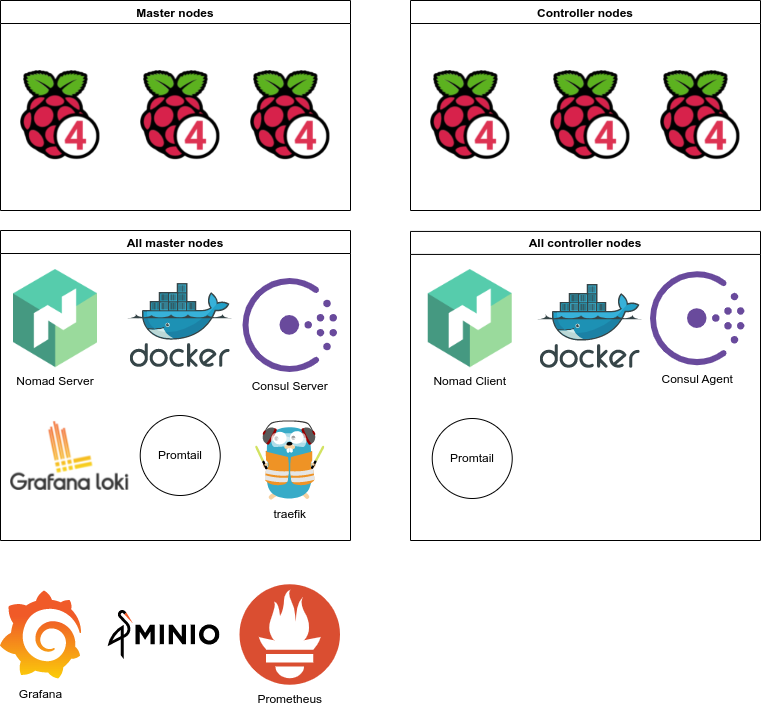 Master nodes
Controller nodes
4
4
4
4
4
4
All master nodes
All controller nodes
docker
docker
Nomad Server
Consul Server
Nomad Client
Consul Agent
Grafana loki
Promtail
traefik
Promtail
MINIO
Grafana
Prometheus